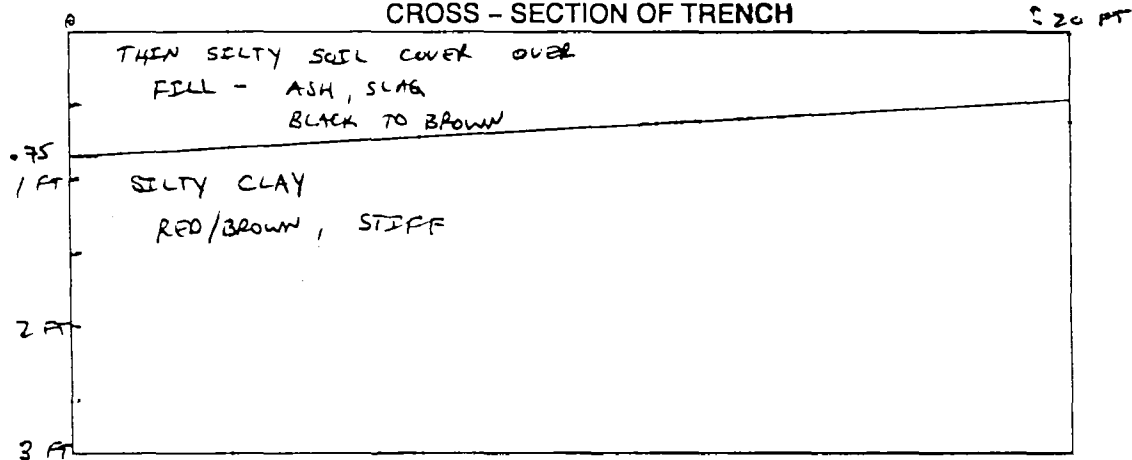 CROSS – SECTION OF TRENCH
0
20 FT
THIN SILTY SOIL COVER OVER
FILL - ASH, SLAG
BLACK TO BROWN
.75
1 FT
SILTY CLAY
RED/BROWN, STIFF
2 FT
3 FT